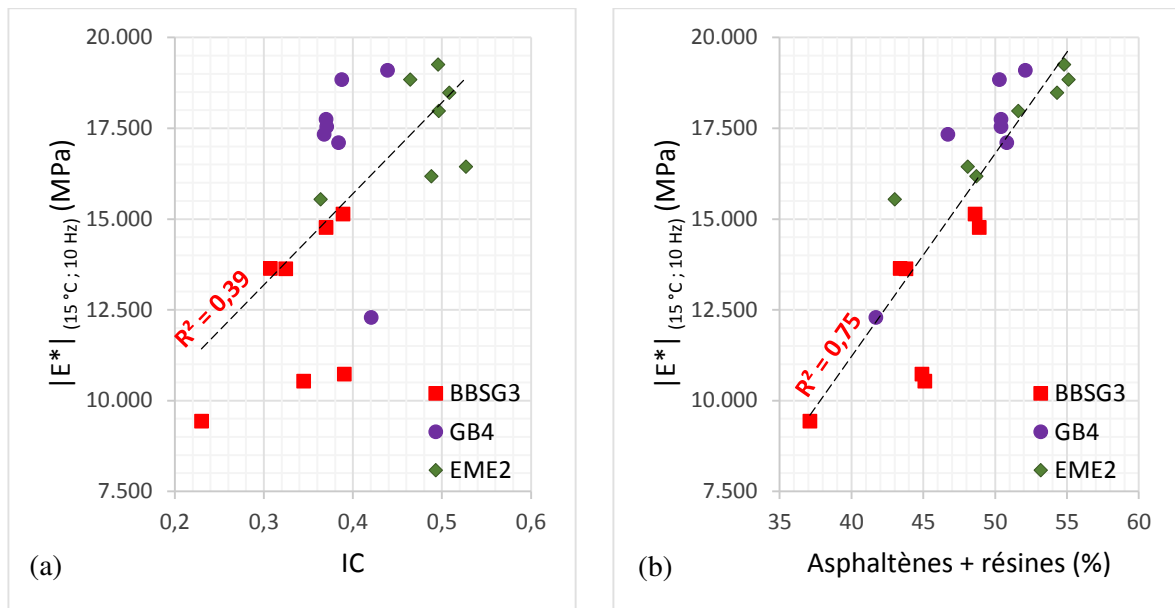 20.000
17.500
15.000
12.500
10.000
7.500
|E*| (15 °C ; 10 Hz) (MPa)
R² = 0,39
BBSG3
GB4
EME2
0,2 0,3 0,4 0,5 0,6
(a) IC
20.000
17.500
15.000
12.500
10.000
7.500
|E*| (15 °C ; 10 Hz) (MPa)
R² = 0,75
BBSG3
GB4
EME2
35 40 45 50 55 60
(b) Asphaltènes + résines (%)